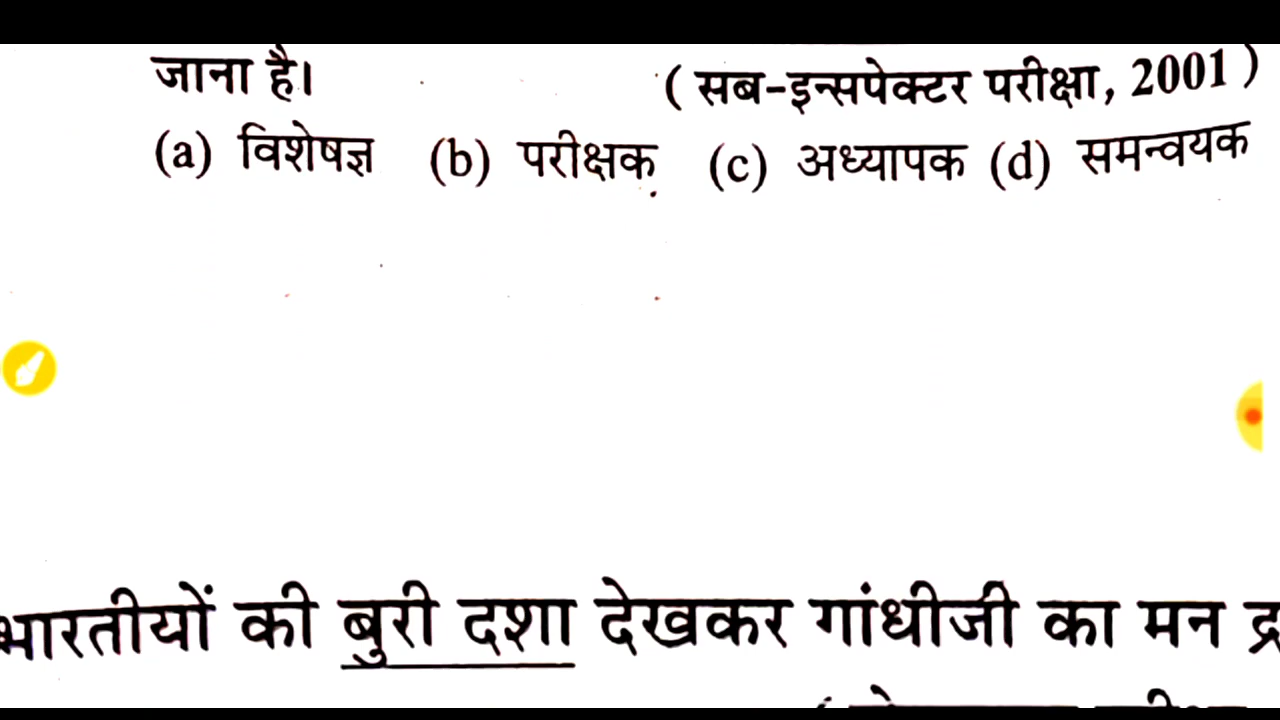 जाना है। (सब-इन्सपेक्टर परीक्षा, 2001)
(a) विशेषज्ञ (b) परीक्षक (c) अध्यापक (d) समन्वयक
भारतीयों की बुरी दशा देखकर गांधीजी का मन